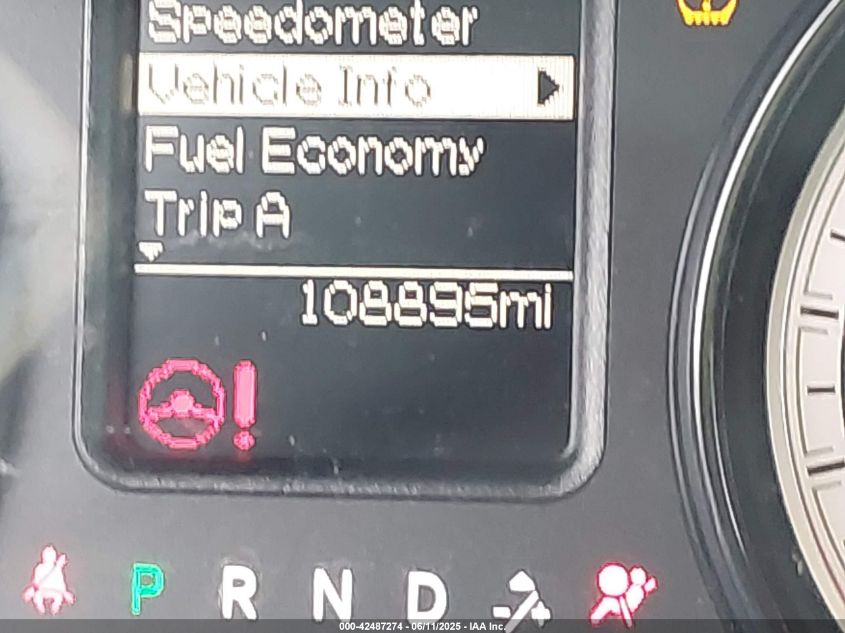 Speedometer
Vehicle Info
Fuel Economy
Trip A
108895mi
P R N D
000-42487274 - 06/11/2025 - IAA Inc.